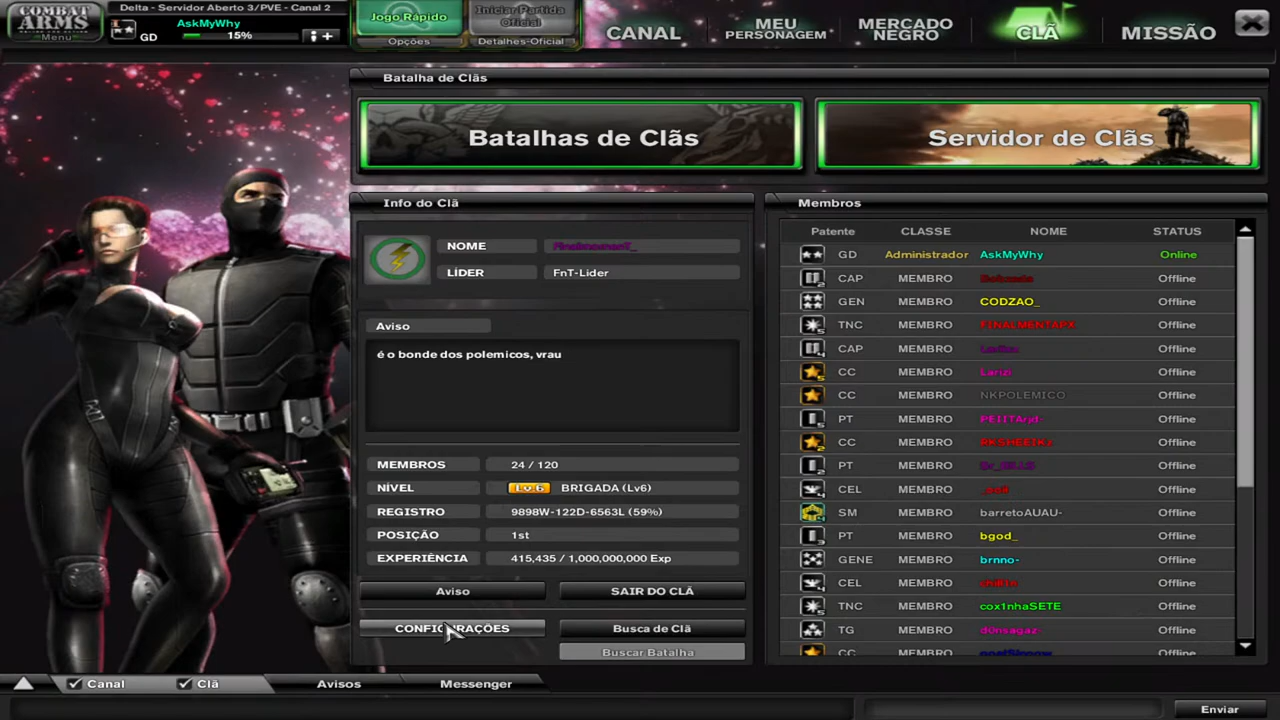 COMBAT
ARMS
Menu
Delta - Servidor Aberto 3/PVE - Canal 2
AskMyWhy
GD
15%
Jogo Rápido
Opções
Iniciar Partida
Oficial
Detalhes-Oficial
CANAL
MEU
PERSONAGEM
MERCADO
NEGRO
CLÃ
MISSÃO
Batalha de Clãs
Batalhas de Clãs
Servidor de Clãs
Info do Clã
NOME
LÍDER FnT-Lider
Aviso
é o bonde dos polemicos, vrau
MEMBROS 24 / 120
NÍVEL Lv 6 BRIGADA (Lv6)
REGISTRO 9898W-122D-6563L (59%)
POSIÇÃO 1st
EXPERIÊNCIA 415,435 / 1,000,000,000 Exp
Aviso
SAIR DO CLÃ
CONFIGURAÇÕES
Busca de Clã
Buscar Batalha
Membros
Patente CLASSE NOME STATUS
GD Administrador AskMyWhy Online
CAP MEMBRO Offline
GEN MEMBRO CODZAO_ Offline
TNC MEMBRO FINALMENTAPX Offline
CAP MEMBRO Offline
CC MEMBRO Larizi Offline
CC MEMBRO NKPOLEMICO Offline
PT MEMBRO Offline
CC MEMBRO Offline
PT MEMBRO Offline
CEL MEMBRO Offline
SM MEMBRO barretoAUAU- Offline
PT MEMBRO bgod_ Offline
GENE MEMBRO brnno- Offline
CEL MEMBRO Offline
TNC MEMBRO cox1nhaSETE Offline
TG MEMBRO dunsagaz- Offline
CC MEMBRO Offline
Canal
Clã
Avisos
Messenger
Enviar